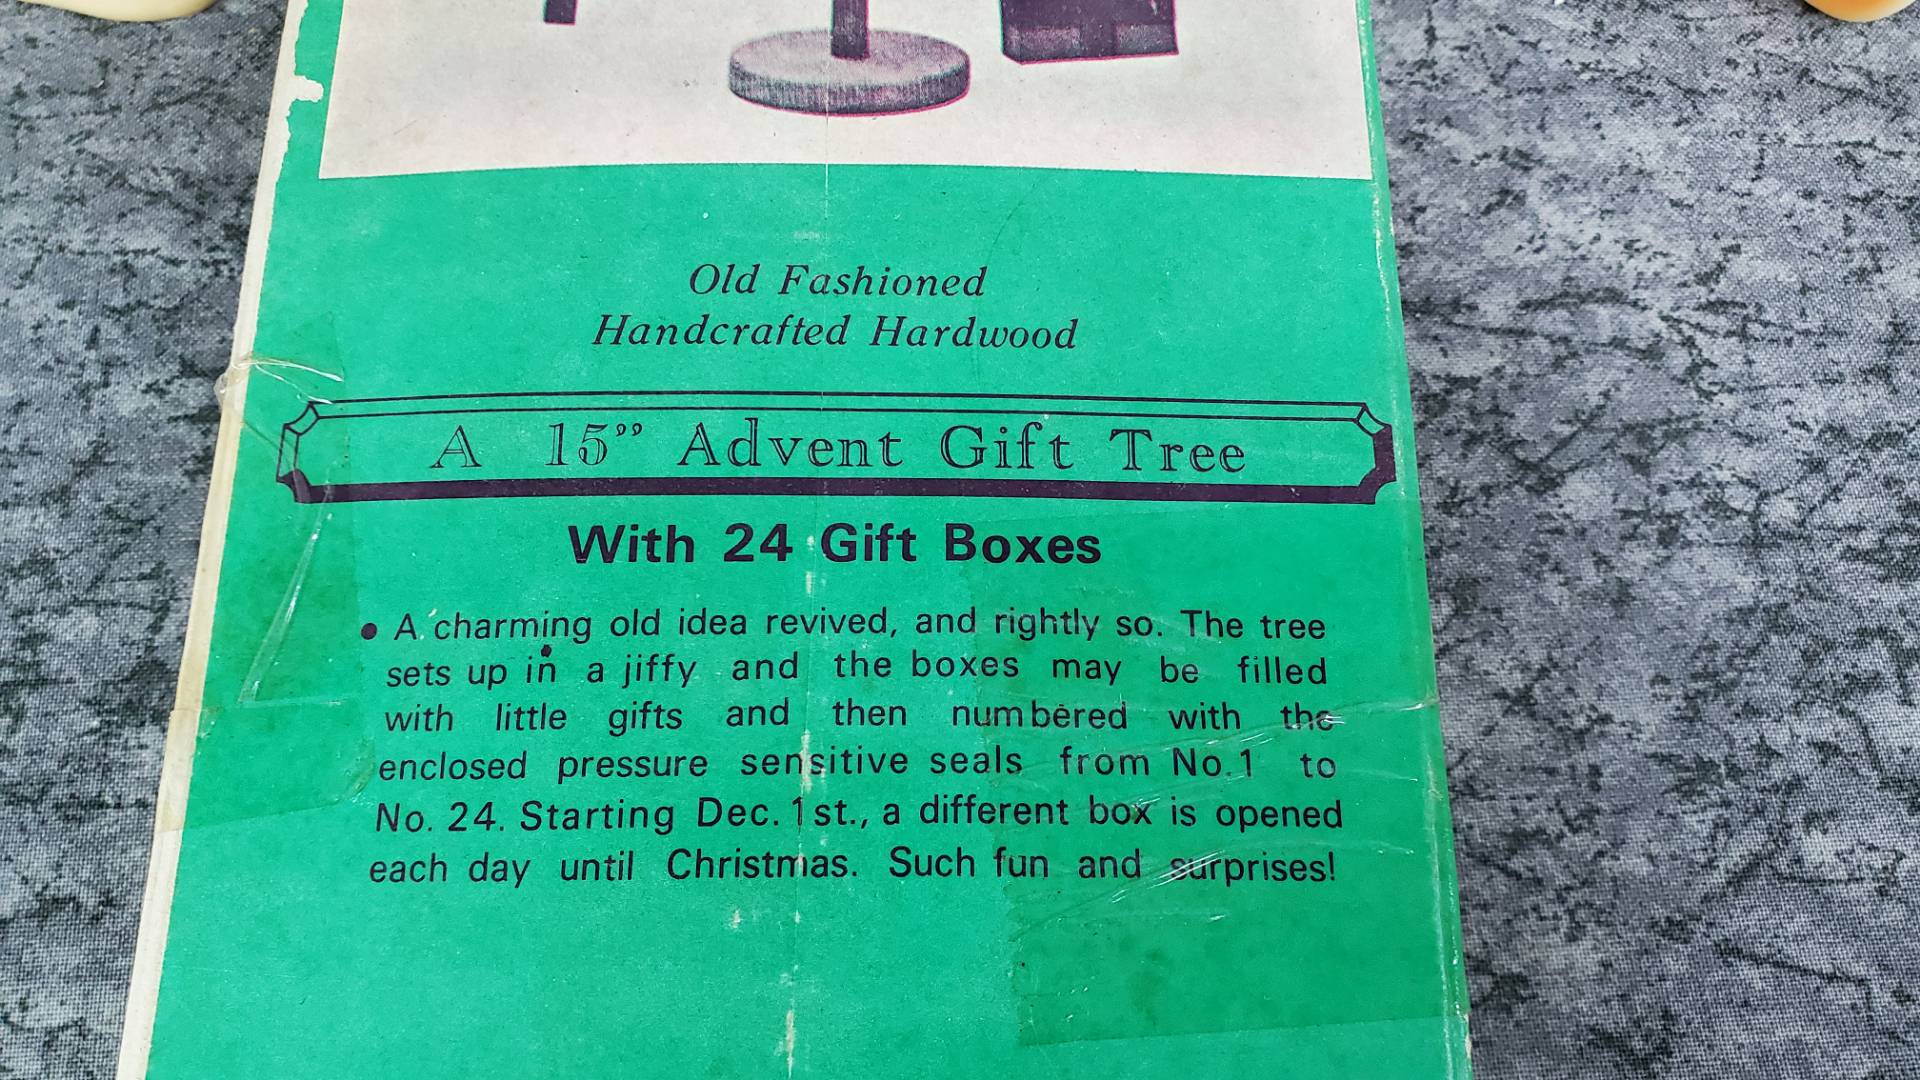 Old Fashioned
Handcrafted Hardwood
A 15” Advent Gift Tree
With 24 Gift Boxes
• A charming old idea revived, and rightly so. The tree
sets up in a jiffy and the boxes may be filled
with little gifts and then numbered with the
enclosed pressure sensitive seals from No.1 to
No. 24. Starting Dec. 1st., a different box is opened
each day until Christmas. Such fun and surprises!